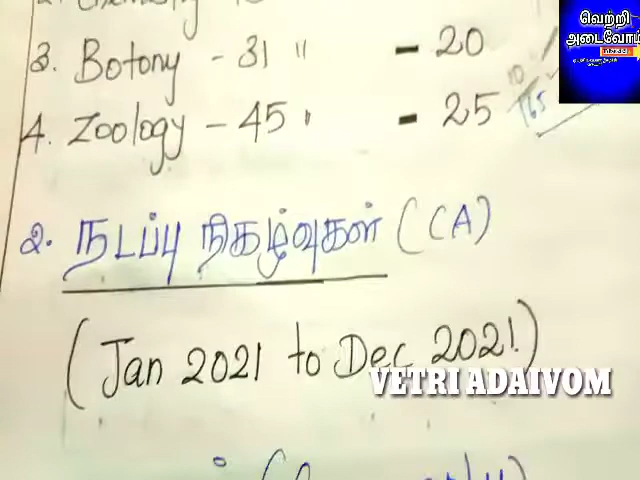 3. Botony - 31 " - 20
4. Zoology - 45 " - 25
165
2. நடப்பு நிகழ்வுகள் (CA)
(Jan 2021 to Dec 2021)
வெற்றி
அடைவோம்
VETRI ADAIVOM